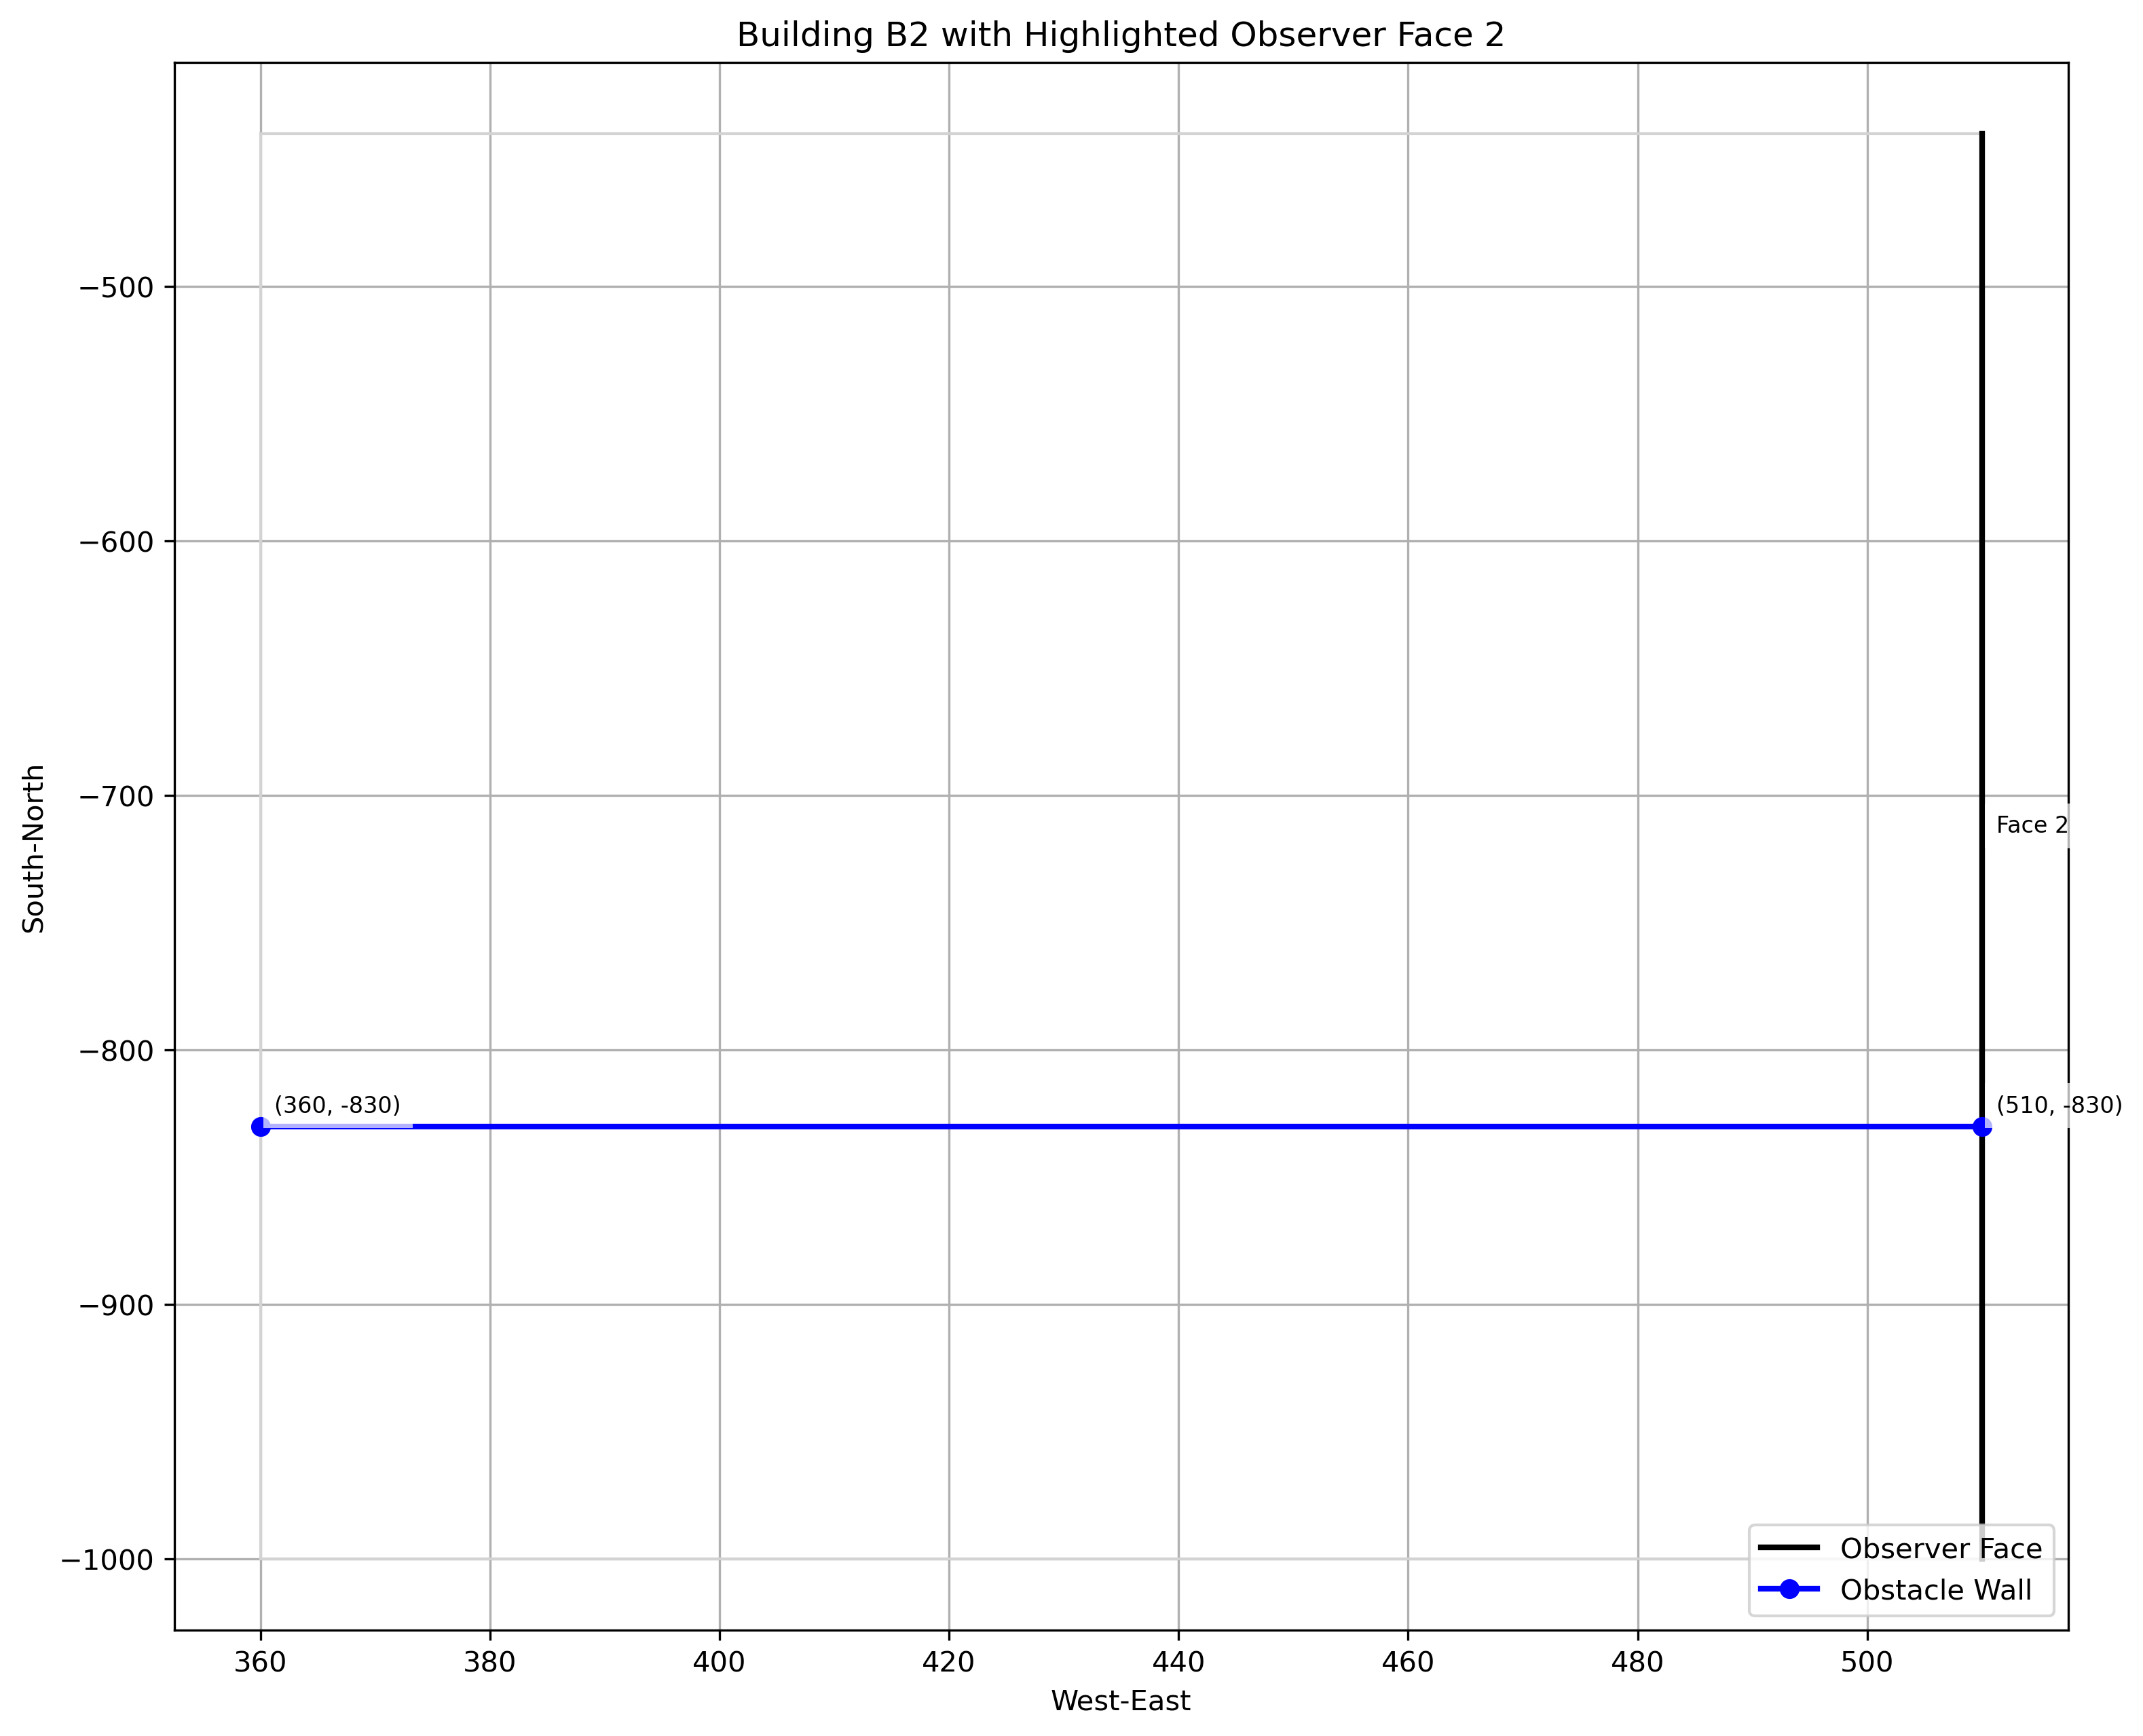 Building B2 with Highlighted Observer Face 2
South-North
−500
−600
−700
−800
−900
−1000
Face 2
(360, -830)
(510, -830)
Observer Face
Obstacle Wall
360
380
400
420
440
460
480
500
West-East